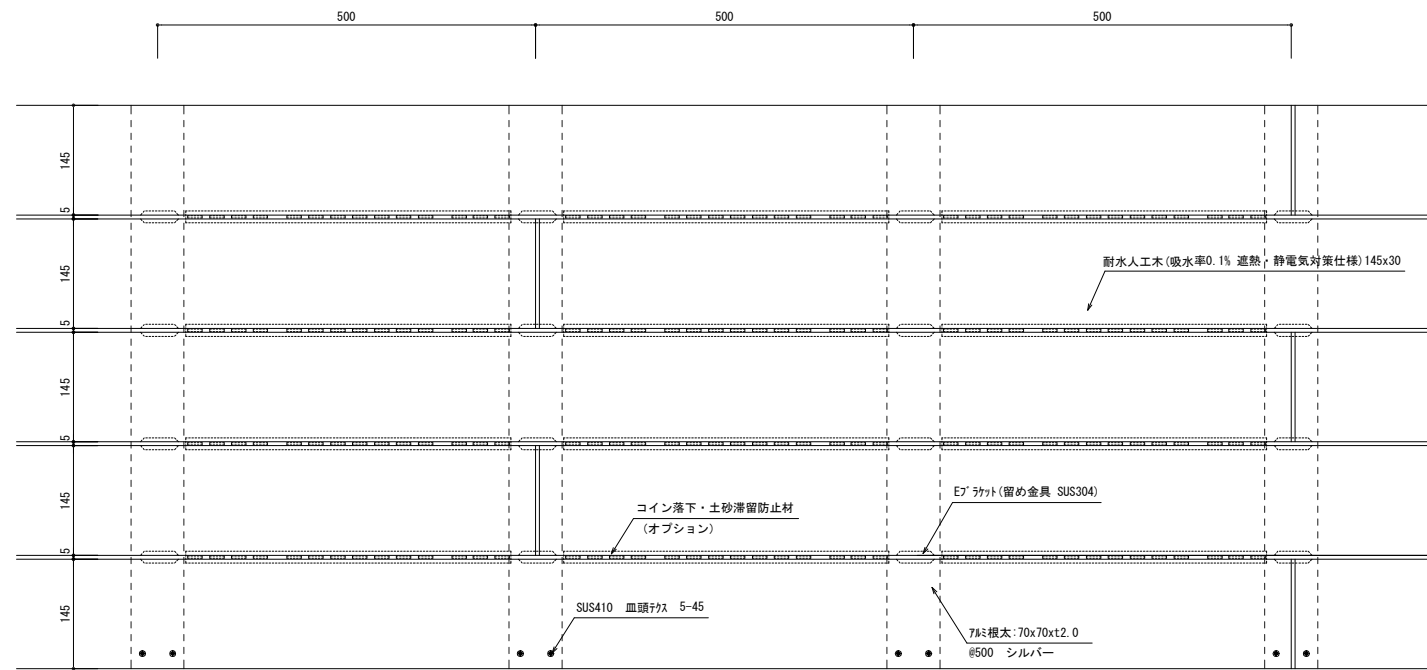 500 500 500
145
5
145
耐水人工木(吸水率0.1% 遮熱・静電気対策仕様)145x30
5
145
5
145
Eﾌﾞﾗｹｯﾄ(留め金具 SUS304)
コイン落下・土砂滞留防止材
(オプション)
5
145
SUS410 皿頭ﾃｸｽ 5-45
ｱﾙﾐ根太:70x70xt2.0
@500 シルバー